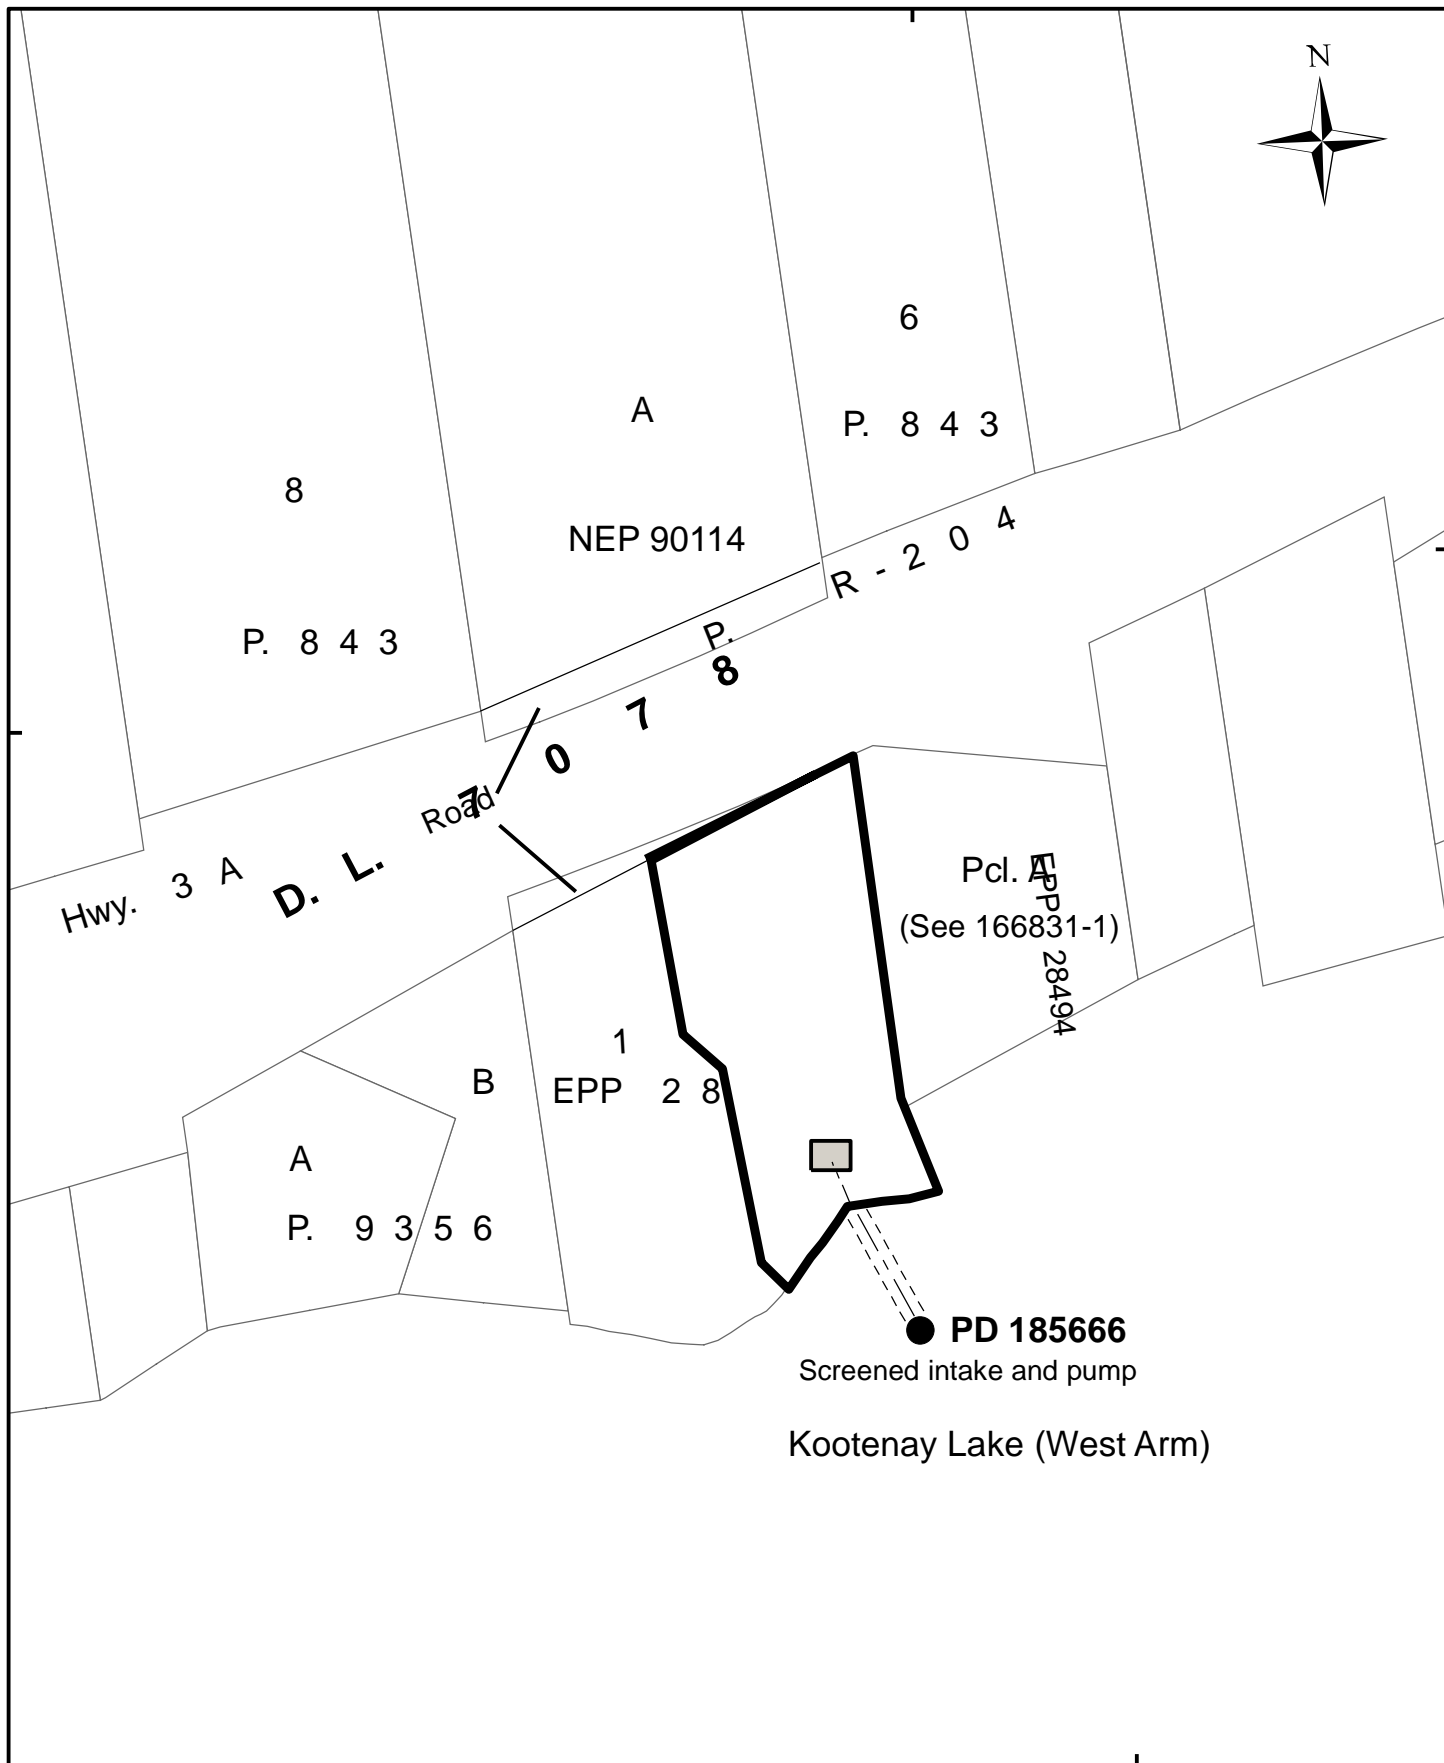 N
6
A
P. 8 4 3
8
NEP 90114
R - 2 0 4
P.
P. 8 4 3
D. L. 7 0 7 8
Road
Hwy. 3 A
Pcl. A
(See 166831-1)
EPP 28494
1
B
EPP 2 8
A
P. 9 3 5 6
PD 185666
Screened intake and pump
Kootenay Lake (West Arm)